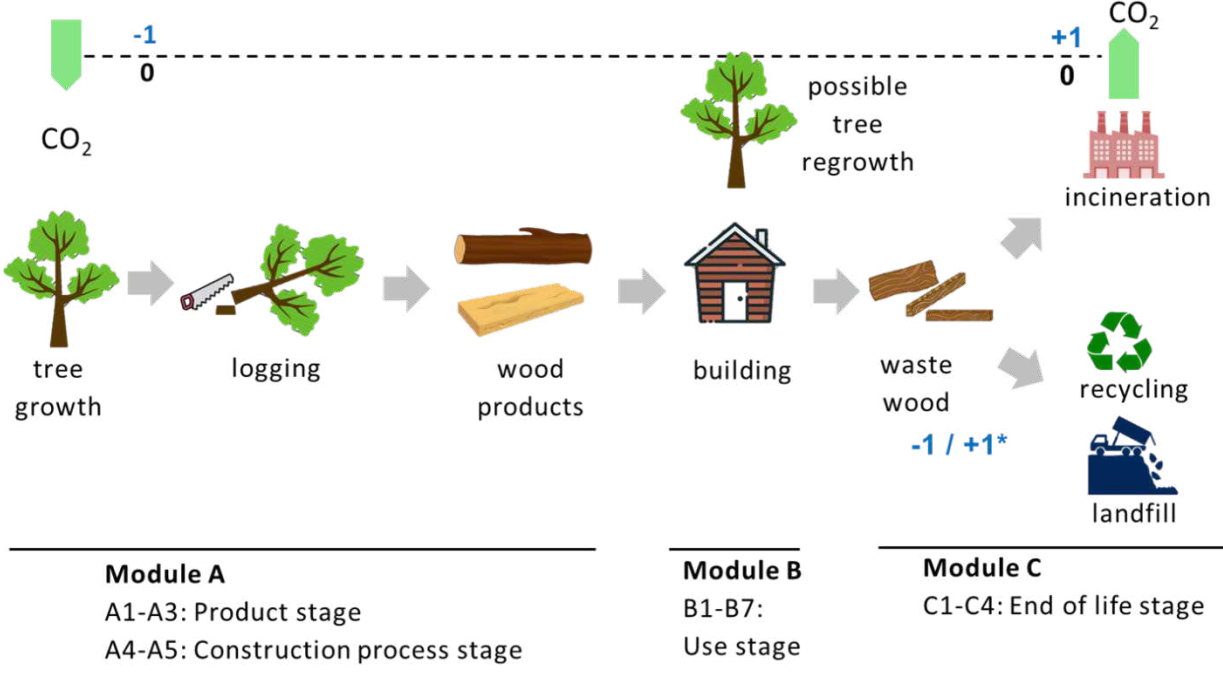 CO₂
-1
+1
0
0
CO₂
possible
tree
regrowth
incineration
tree
growth
logging
wood
products
building
waste
wood
-1 / +1*
recycling
landfill
Module A
A1-A3: Product stage
A4-A5: Construction process stage
Module B
B1-B7:
Use stage
Module C
C1-C4: End of life stage